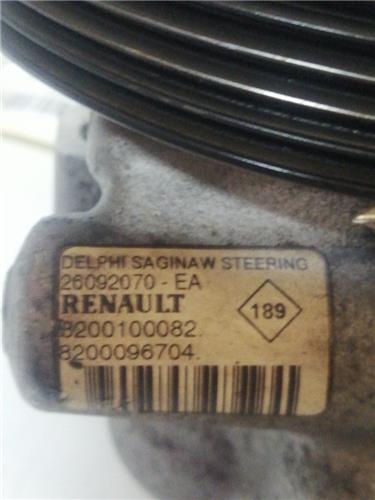 DELPHI SAGINAW STEERING
26092070 - EA
RENAULT
189
8200100082.
8200096704.